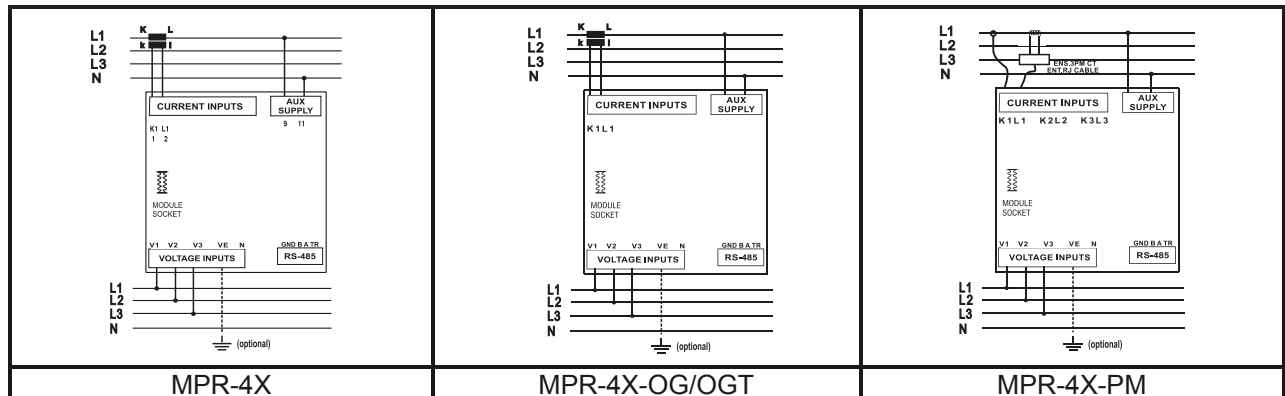 K L
L1
k l
L2
L3
N
CURRENT INPUTS
AUX SUPPLY
9 11
K1 L1
1 2
MODULE
SOCKET
V1 V2 V3 VE N
GND B A TR
VOLTAGE INPUTS
RS-485
L1
L2
L3
N
(optional)
MPR-4X
K L
L1
k l
L2
L3
N
CURRENT INPUTS
AUX
SUPPLY
K1L1
MODULE
SOCKET
V1 V2 V3 VE N
GND B A TR
VOLTAGE INPUTS
RS-485
L1
L2
L3
N
(optional)
MPR-4X-OG/OGT
L1
L2
L3
ENS.3PM CT
N
ENT.RJ CABLE
CURRENT INPUTS
AUX
SUPPLY
K1L1 K2L2 K3L3
MODULE
SOCKET
V1 V2 V3 VE N
GND B A TR
VOLTAGE INPUTS
RS-485
L1
L2
L3
N
(optional)
MPR-4X-PM